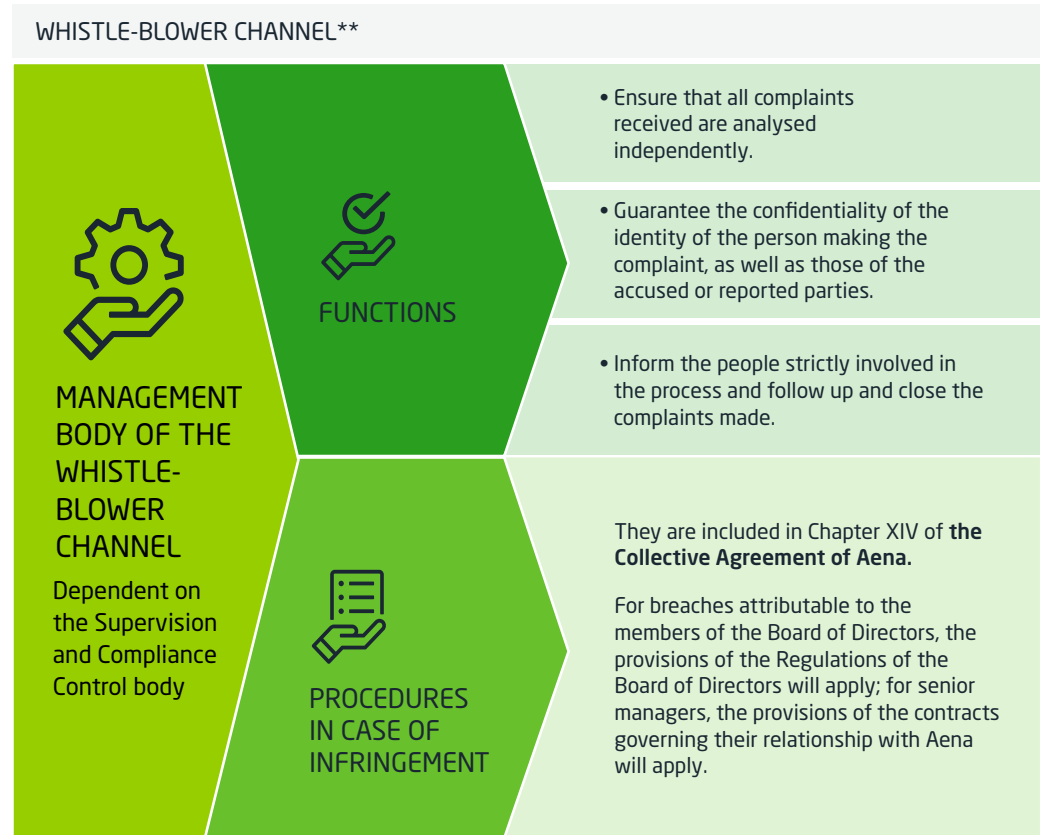 WHISTLE-BLOWER CHANNEL**
MANAGEMENT
BODY OF THE
WHISTLE-
BLOWER
CHANNEL
Dependent on
the Supervision
and Compliance
Control body
FUNCTIONS
• Ensure that all complaints
received are analysed
independently.
• Guarantee the confidentiality of the
identity of the person making the
complaint, as well as those of the
accused or reported parties.
• Inform the people strictly involved in
the process and follow up and close the
complaints made.
PROCEDURES
IN CASE OF
INFRINGEMENT
They are included in Chapter XIV of the
Collective Agreement of Aena.
For breaches attributable to the
members of the Board of Directors, the
provisions of the Regulations of the
Board of Directors will apply; for senior
managers, the provisions of the contracts
governing their relationship with Aena
will apply.